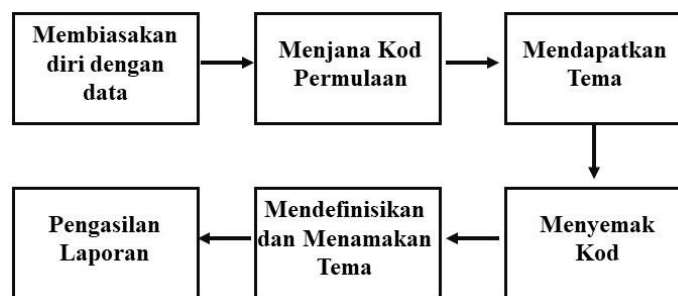 Membiasakan
diri dengan
data
Menjana Kod
Permulaan
Mendapatkan
Tema
Menyemak
Kod
Mendefinisikan
dan Menamakan
Tema
Pengasilan
Laporan